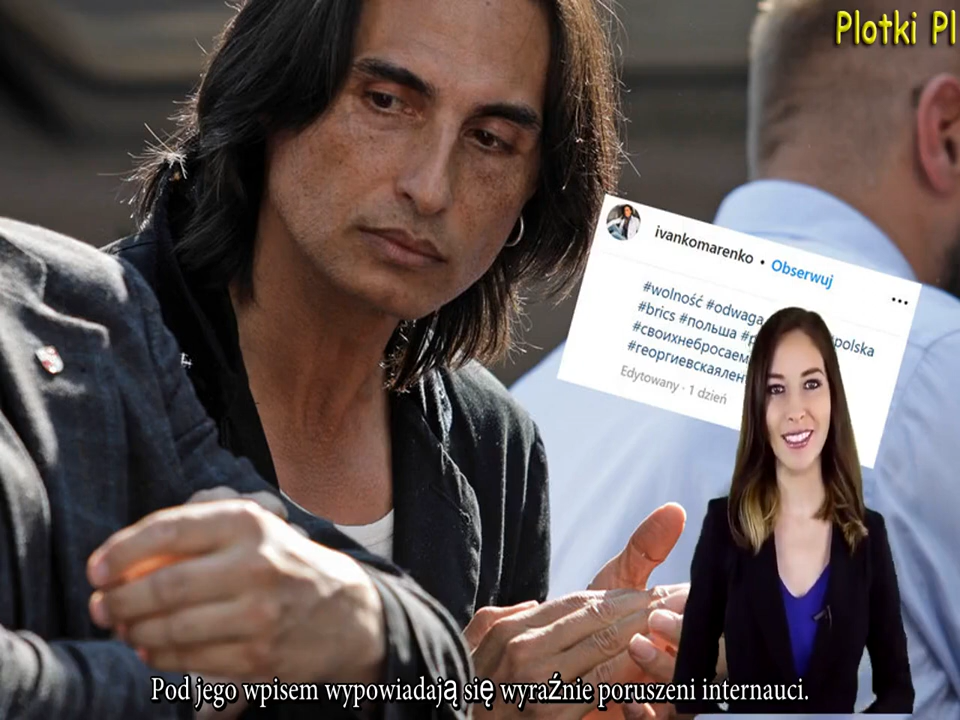 Plotki Pl
ivankomarenko • Obserwuj
#wolność #odwaga
#polska
#brics #польша
#своихнебросаем
#георгиевскаялен
Edytowany · 1 dzień
Pod jego wpisem wypowiadają się wyraźnie poruszeni internauci.